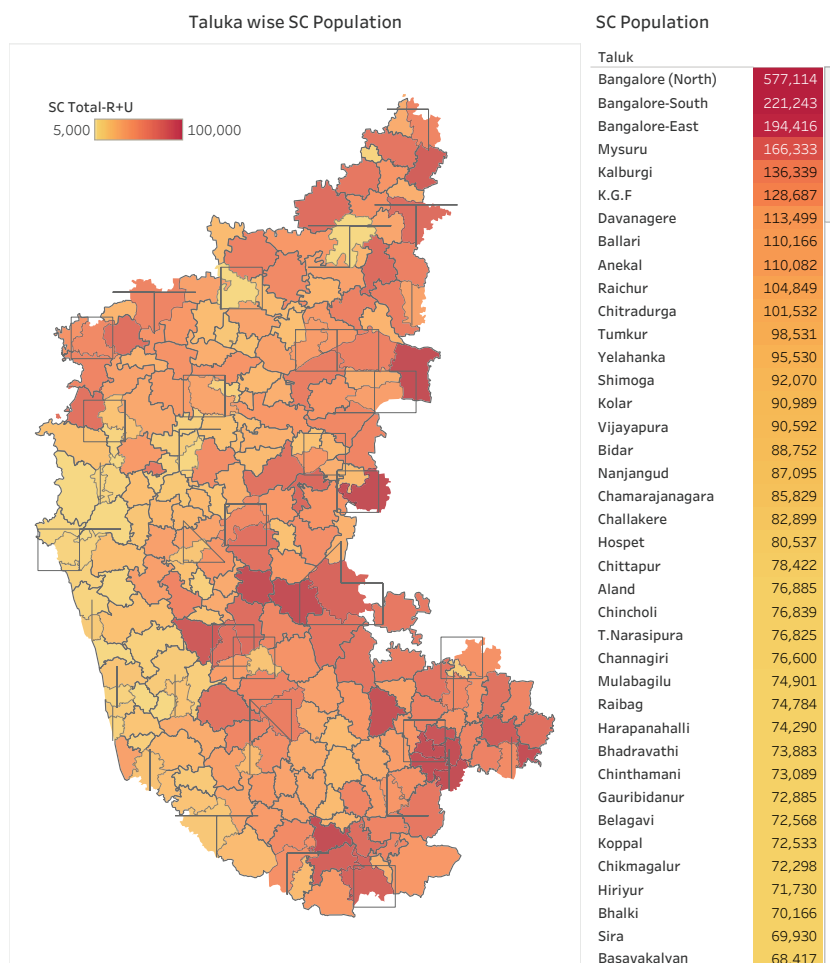 Taluka wise SC Population
SC Total-R+U
5,000 100,000
SC Population
Taluk
Bangalore (North) 577,114
Bangalore-South 221,243
Bangalore-East 194,416
Mysuru 166,333
Kalburgi 136,339
K.G.F 128,687
Davanagere 113,499
Ballari 110,166
Anekal 110,082
Raichur 104,849
Chitradurga 101,532
Tumkur 98,531
Yelahanka 95,530
Shimoga 92,070
Kolar 90,989
Vijayapura 90,592
Bidar 88,752
Nanjangud 87,095
Chamarajanagara 85,829
Challakere 82,899
Hospet 80,537
Chittapur 78,422
Aland 76,885
Chincholi 76,839
T.Narasipura 76,825
Channagiri 76,600
Mulabagilu 74,901
Raibag 74,784
Harapanahalli 74,290
Bhadravathi 73,883
Chinthamani 73,089
Gauribidanur 72,885
Belagavi 72,568
Koppal 72,533
Chikmagalur 72,298
Hiriyur 71,730
Bhalki 70,166
Sira 69,930
Basavakalyan 68,417